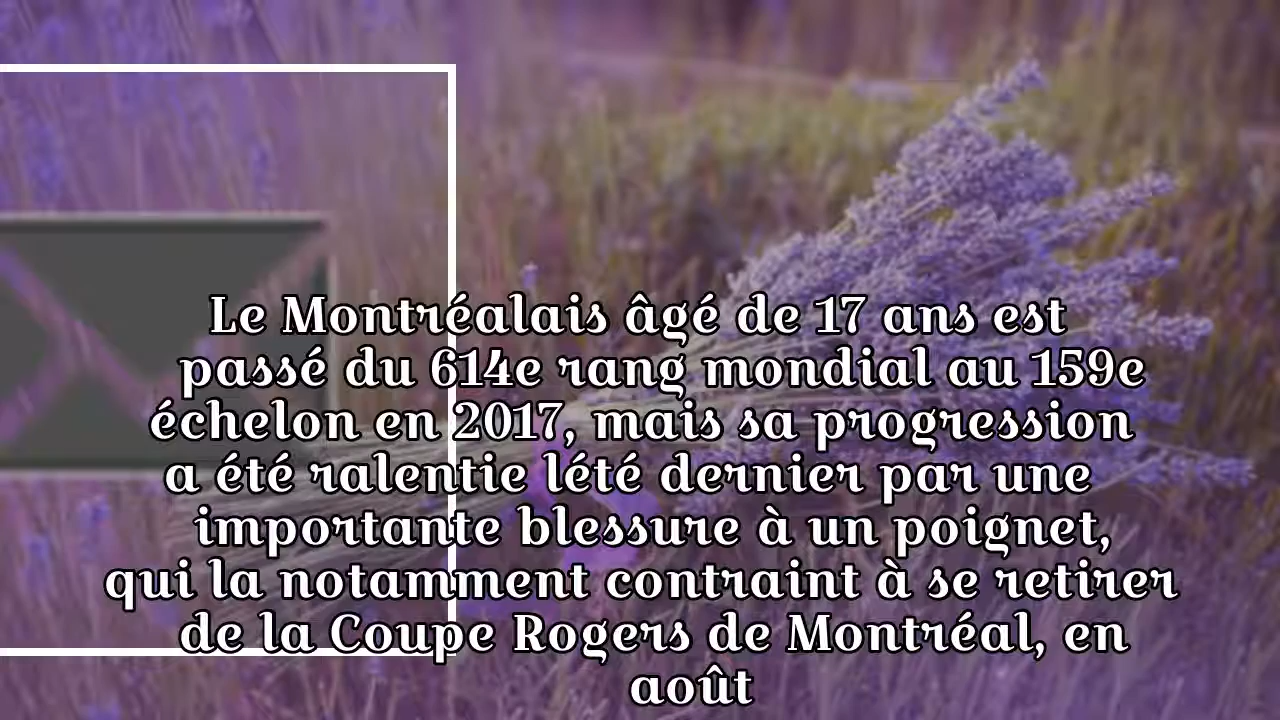 Le Montréalais âgé de 17 ans est
passé du 614e rang mondial au 159e
échelon en 2017, mais sa progression
a été ralentie lété dernier par une
importante blessure à un poignet,
qui la notamment contraint à se retirer
de la Coupe Rogers de Montréal, en
août